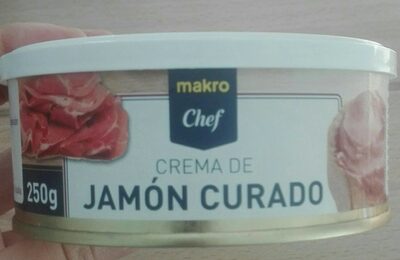 makro
Chef
CREMA DE
JAMÓN CURADO
250g